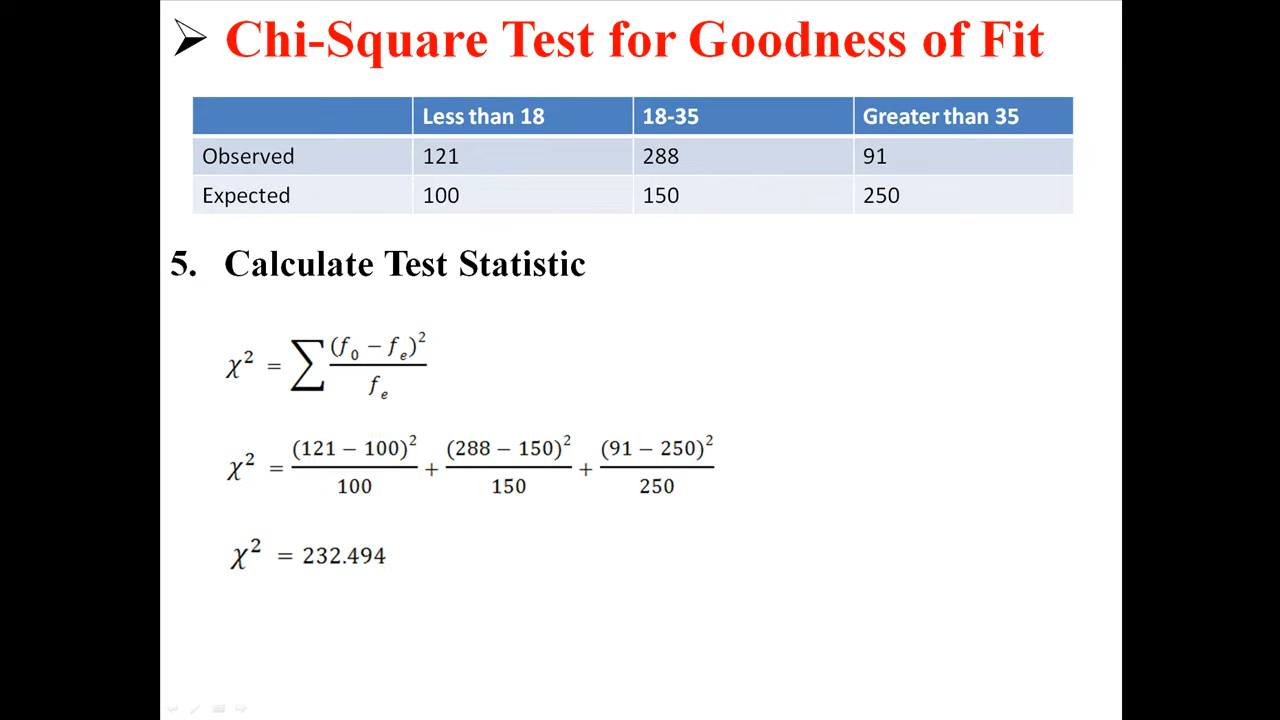 ➢ Chi-Square Test for Goodness of Fit
Less than 18 18-35 Greater than 35
Observed 121 288 91
Expected 100 150 250
5. Calculate Test Statistic
χ² = ∑ (f₀ − fₑ)² / fₑ
χ² = (121 − 100)² / 100 + (288 − 150)² / 150 + (91 − 250)² / 250
χ² = 232.494